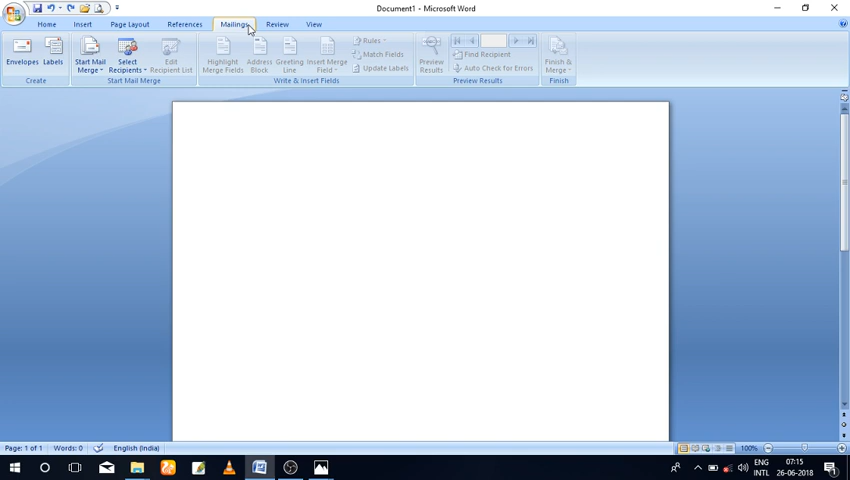 Document1 - Microsoft Word
Home Insert Page Layout References Mailings Review View
Envelopes Labels
Create
Start Mail Merge
Select Recipients
Edit Recipient List
Start Mail Merge
Highlight Merge Fields
Address Block
Greeting Line
Insert Merge Field
Rules
Match Fields
Update Labels
Write & Insert Fields
Preview Results
Find Recipient
Auto Check for Errors
Preview Results
Finish & Merge
Finish
Page: 1 of 1 Words: 0 English (India) 100%
ENG INTL
07:15
26-06-2018
1